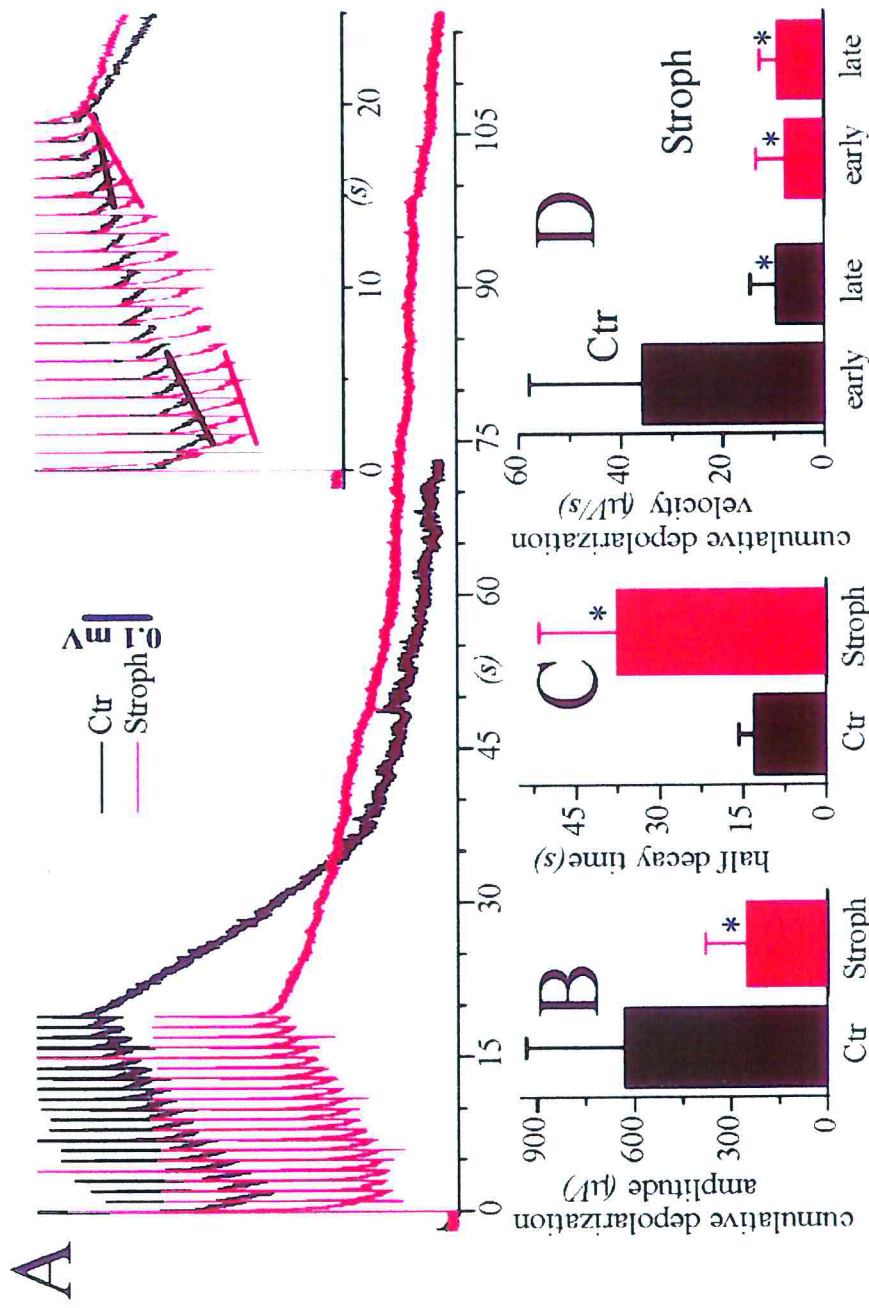 A
Ctr
Stroph
0.1 mV
0 10 20
(s)
0 15 30 45 60 75 90 105
(s)
B
cumulative depolarization
amplitude (μV)
900
600
300
0
Ctr Stroph
*
C
half decay time(s)
45
30
15
0
Ctr Stroph
*
D
cumulative depolarization
velocity (μV/s)
60
40
20
0
Ctr
Stroph
* * *
early late early late